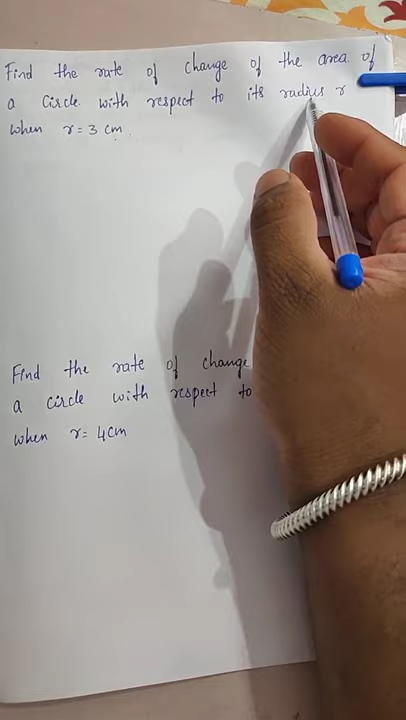 Find the rate of change of the area of
a circle with respect to its radius r
when r = 3 cm.
Find the rate of change
a circle with respect to
when r = 4cm